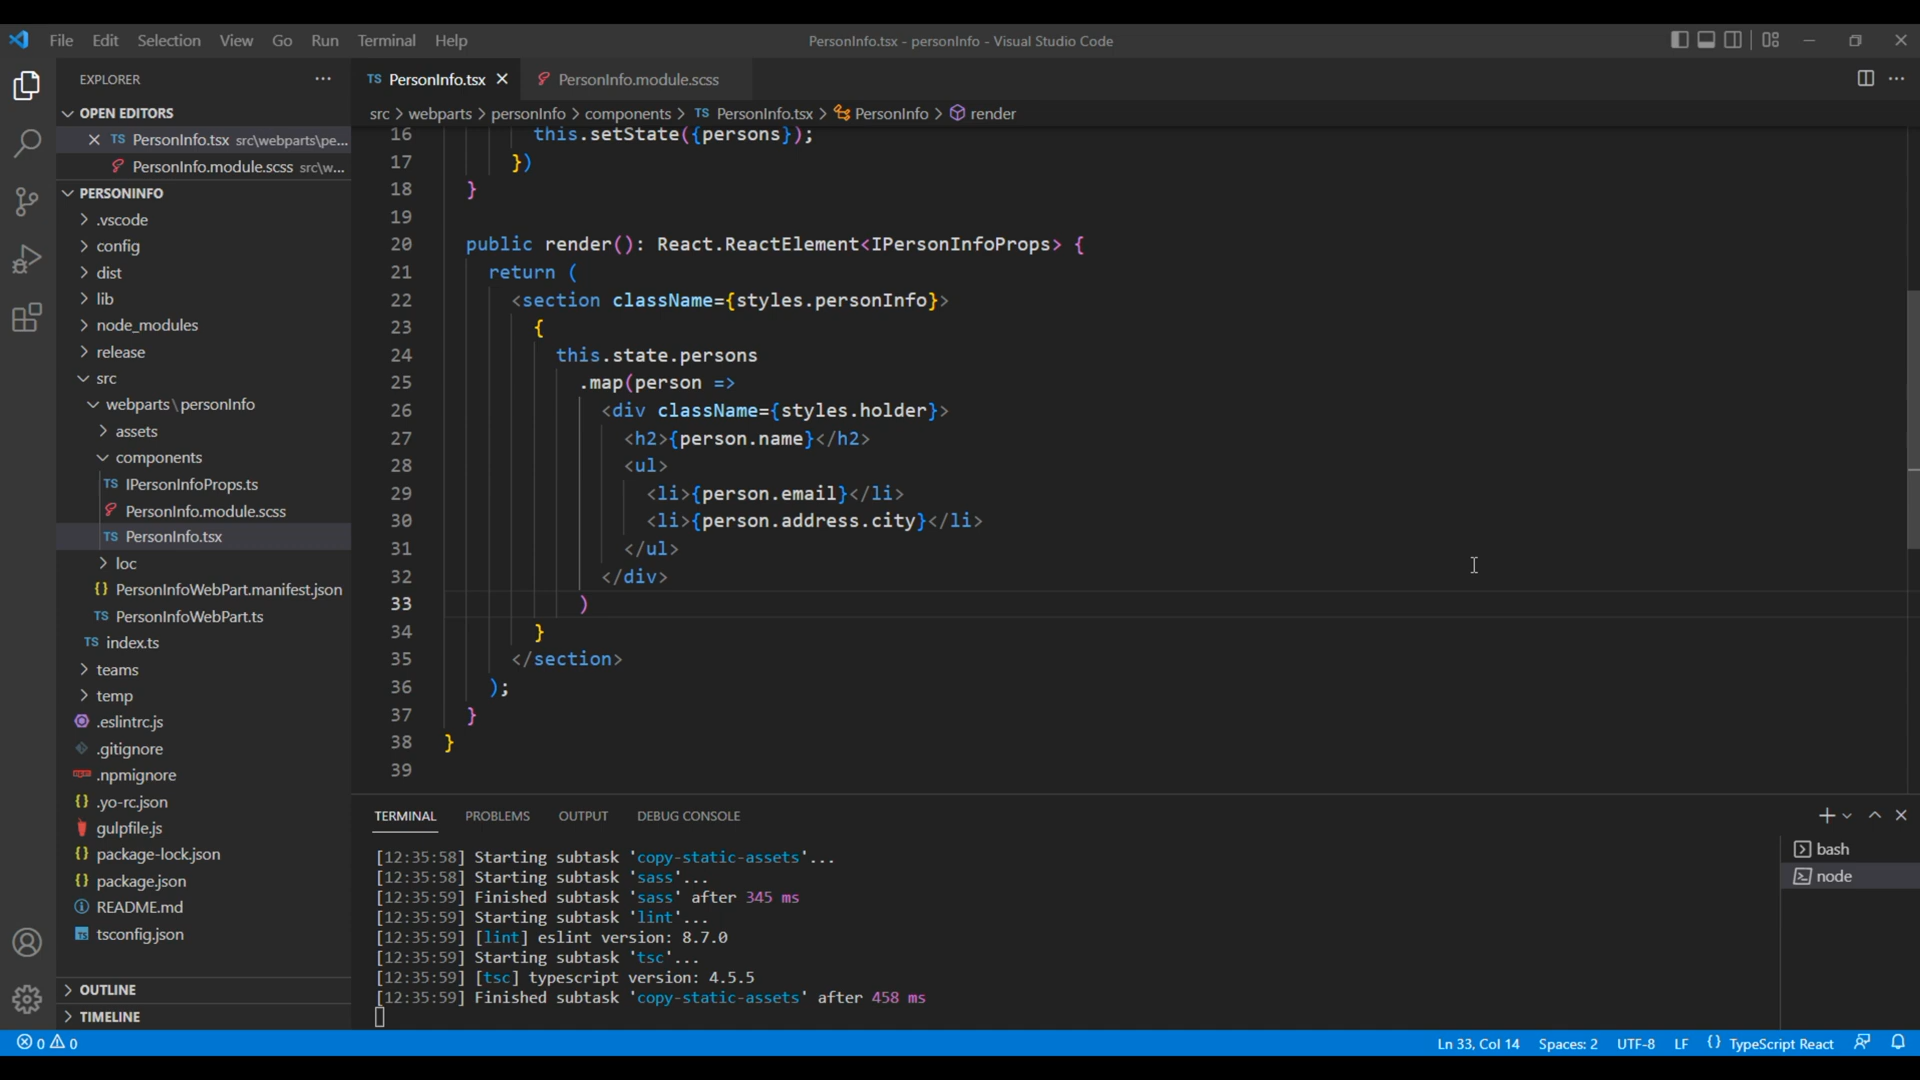 File Edit Selection View Go Run Terminal Help
PersonInfo.tsx - personInfo - Visual Studio Code
EXPLORER
OPEN EDITORS
PersonInfo.tsx src\webparts\pe...
PersonInfo.module.scss src\w...
PERSONINFO
.vscode
config
dist
lib
node_modules
release
src
webparts\personInfo
assets
components
IPersonInfoProps.ts
PersonInfo.module.scss
TS PersonInfo.tsx
loc
{} PersonInfoWebPart.manifest.json
TS PersonInfoWebPart.ts
TS index.ts
teams
temp
.eslintrc.js
.gitignore
.npmignore
{} .yo-rc.json
gulpfile.js
{} package-lock.json
{} package.json
README.md
tsconfig.json
OUTLINE
TIMELINE
TS PersonInfo.tsx
PersonInfo.module.scss
src > webparts > personInfo > components > TS PersonInfo.tsx > PersonInfo > render
16 this.setState({persons});
17 })
18 }
19
20 public render(): React.ReactElement<IPersonInfoProps> {
21 return (
22 <section className={styles.personInfo}>
23 {
24 this.state.persons
25 .map(person =>
26 <div className={styles.holder}>
27 <h2>{person.name}</h2>
28 <ul>
29 <li>{person.email}</li>
30 <li>{person.address.city}</li>
31 </ul>
32 </div>
33 )
34 }
35 </section>
36 );
37 }
38 }
39
TERMINAL PROBLEMS OUTPUT DEBUG CONSOLE
[12:35:58] Starting subtask 'copy-static-assets'...
[12:35:58] Starting subtask 'sass'...
[12:35:59] Finished subtask 'sass' after 345 ms
[12:35:59] Starting subtask 'lint'...
[12:35:59] [lint] eslint version: 8.7.0
[12:35:59] Starting subtask 'tsc'...
[12:35:59] [tsc] typescript version: 4.5.5
[12:35:59] Finished subtask 'copy-static-assets' after 458 ms
bash
node
0 0
Ln 33, Col 14 Spaces: 2 UTF-8 LF {} TypeScript React